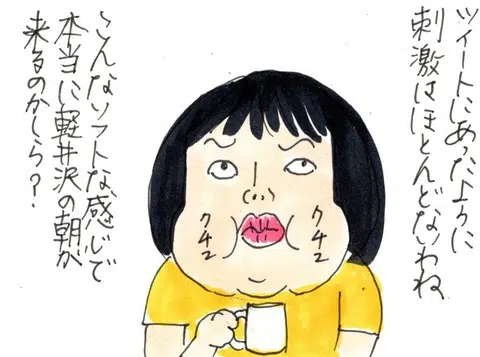 ツイートにあったように
刺激はほとんどないわね
クチュ
クチュ
こんなソフトな感じで
本当に軽井沢の朝が
来るのかしら?